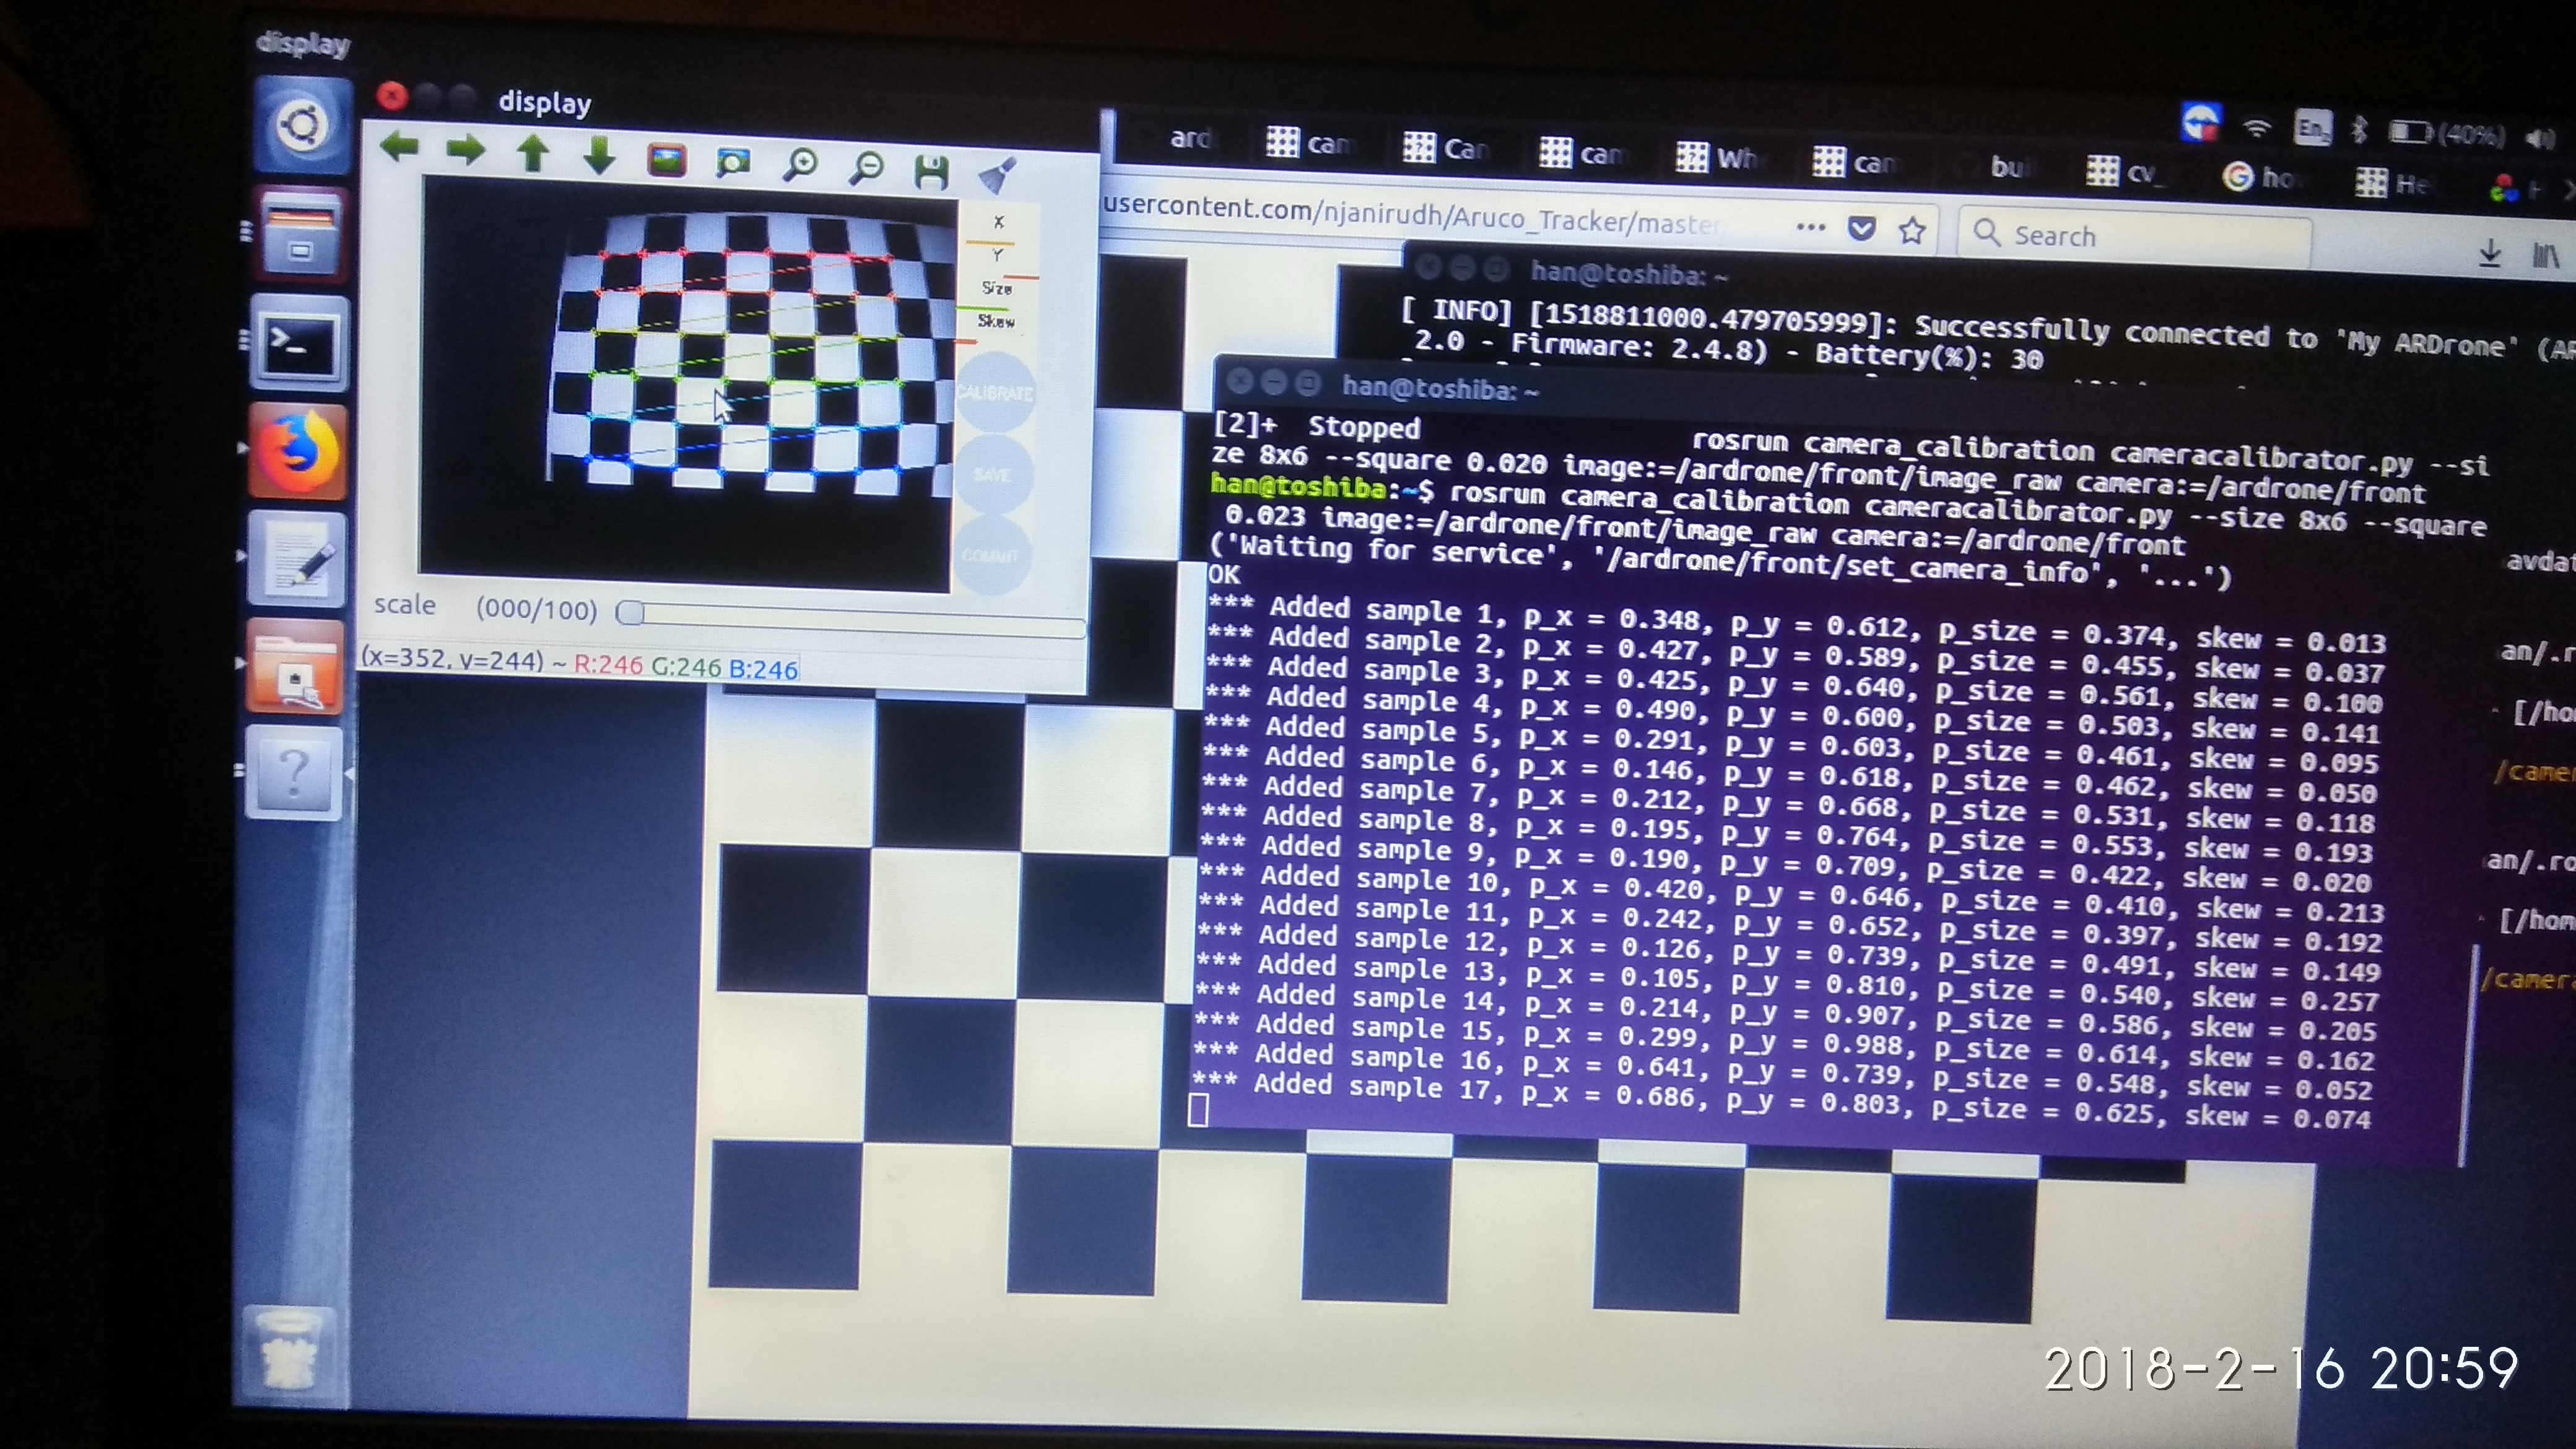 display
display
(40%)
En
ard
cam
Can
cam
Wh
cam
bu
cv_
ho
He
usercontent.com/njanirudh/Aruco_Tracker/master
Search
X
Y
Size
Skew
CALIBRATE
SAVE
COMMIT
scale (000/100)
(x=352, y=244) ~ R:246 G:246 B:246
han@toshiba: ~
[ INFO] [1518811000.479705999]: Successfully connected to 'My ARDrone' (AR
2.0 - Firmware: 2.4.8) - Battery(%): 30
han@toshiba: ~
[2]+ Stopped rosrun camera_calibration cameracalibrator.py --si
ze 8x6 --square 0.020 image:=/ardrone/front/image_raw camera:=/ardrone/front
han@toshiba:~$ rosrun camera_calibration cameracalibrator.py --size 8x6 --square
0.023 image:=/ardrone/front/image_raw camera:=/ardrone/front
('Waiting for service', '/ardrone/front/set_camera_info', '...')
OK
*** Added sample 1, p_x = 0.348, p_y = 0.612, p_size = 0.374, skew = 0.013
*** Added sample 2, p_x = 0.427, p_y = 0.589, p_size = 0.455, skew = 0.037
*** Added sample 3, p_x = 0.425, p_y = 0.640, p_size = 0.561, skew = 0.100
*** Added sample 4, p_x = 0.490, p_y = 0.600, p_size = 0.503, skew = 0.141
*** Added sample 5, p_x = 0.291, p_y = 0.603, p_size = 0.461, skew = 0.095
*** Added sample 6, p_x = 0.146, p_y = 0.618, p_size = 0.462, skew = 0.050
*** Added sample 7, p_x = 0.212, p_y = 0.668, p_size = 0.531, skew = 0.118
*** Added sample 8, p_x = 0.195, p_y = 0.764, p_size = 0.553, skew = 0.193
*** Added sample 9, p_x = 0.190, p_y = 0.709, p_size = 0.422, skew = 0.020
*** Added sample 10, p_x = 0.420, p_y = 0.646, p_size = 0.410, skew = 0.213
*** Added sample 11, p_x = 0.242, p_y = 0.652, p_size = 0.397, skew = 0.192
*** Added sample 12, p_x = 0.126, p_y = 0.739, p_size = 0.491, skew = 0.149
*** Added sample 13, p_x = 0.105, p_y = 0.810, p_size = 0.540, skew = 0.257
*** Added sample 14, p_x = 0.214, p_y = 0.907, p_size = 0.586, skew = 0.205
*** Added sample 15, p_x = 0.299, p_y = 0.988, p_size = 0.614, skew = 0.162
*** Added sample 16, p_x = 0.641, p_y = 0.739, p_size = 0.548, skew = 0.052
*** Added sample 17, p_x = 0.686, p_y = 0.803, p_size = 0.625, skew = 0.074
avdat
an/.r
[/ho
/came
an/.ro
[/hom
/camer
2018-2-16 20:59